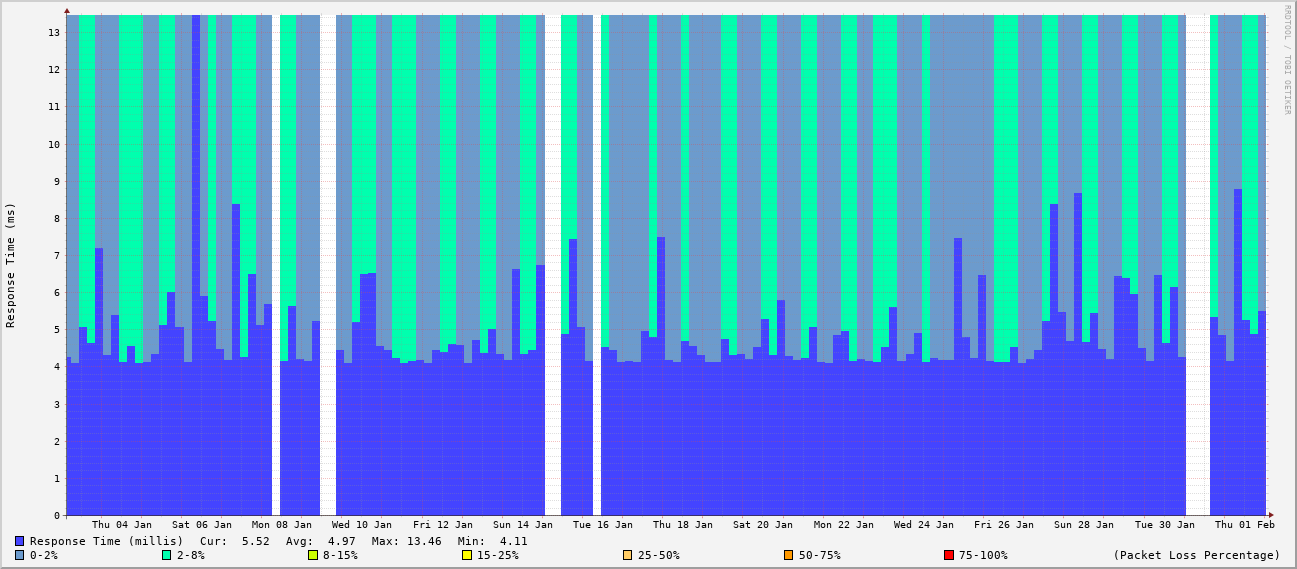 RRDTOOL / TOBI OETIKER
Response Time (ms)
13
12
11
10
9
8
7
6
5
4
3
2
1
0
Thu 04 Jan Sat 06 Jan Mon 08 Jan Wed 10 Jan Fri 12 Jan Sun 14 Jan Tue 16 Jan Thu 18 Jan Sat 20 Jan Mon 22 Jan Wed 24 Jan Fri 26 Jan Sun 28 Jan Tue 30 Jan Thu 01 Feb
Response Time (millis) Cur: 5.52 Avg: 4.97 Max: 13.46 Min: 4.11
0-2% 2-8% 8-15% 15-25% 25-50% 50-75% 75-100% (Packet Loss Percentage)